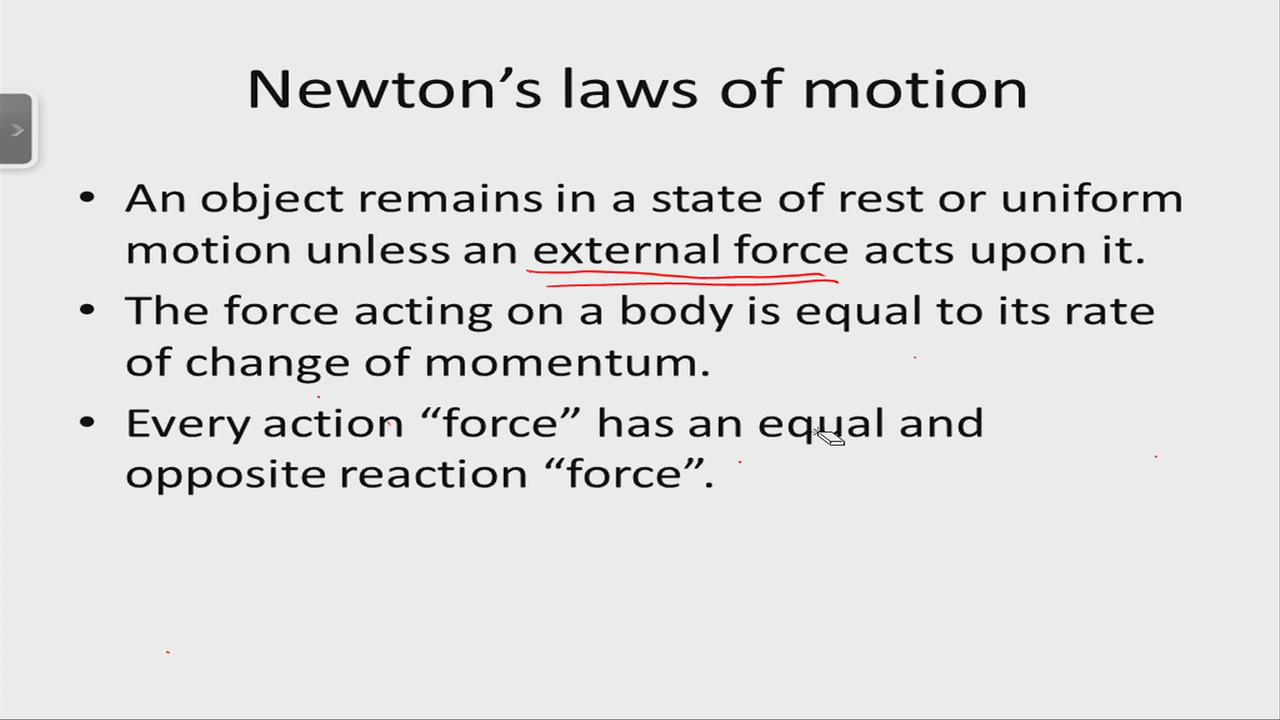 Newton’s laws of motion
• An object remains in a state of rest or uniform
motion unless an external force acts upon it.
• The force acting on a body is equal to its rate
of change of momentum.
• Every action “force” has an equal and
opposite reaction “force”.